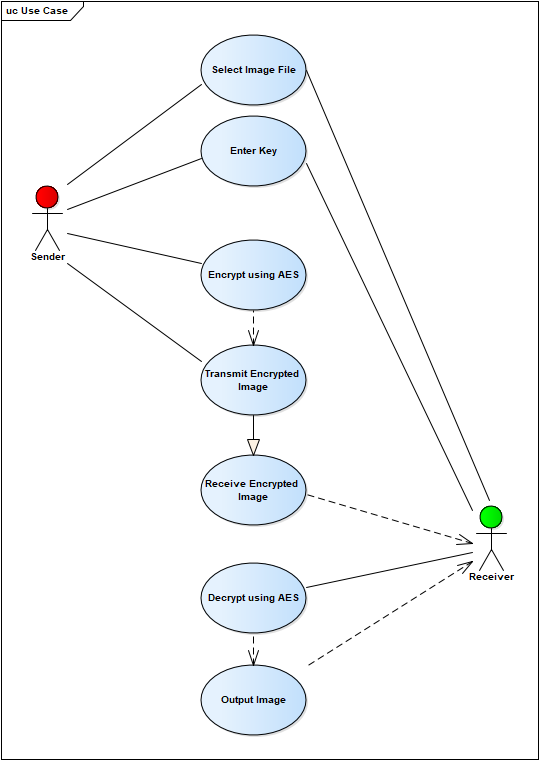 uc Use Case
Select Image File
Enter Key
Sender
Encrypt using AES
Transmit Encrypted
Image
Receive Encrypted
Image
Receiver
Decrypt using AES
Output Image